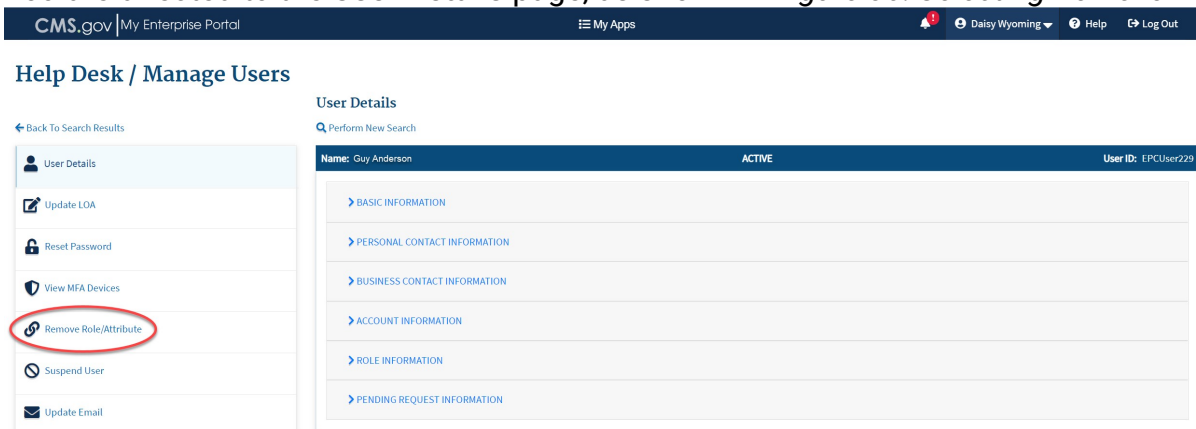 CMS.gov My Enterprise Portal My Apps Daisy Wyoming Help Log Out
Help Desk / Manage Users
User Details
Back To Search Results
Perform New Search
Name: Guy Anderson ACTIVE User ID: EPCUser229
User Details
Update LOA
Reset Password
View MFA Devices
Remove Role/Attribute
Suspend User
Update Email
BASIC INFORMATION
PERSONAL CONTACT INFORMATION
BUSINESS CONTACT INFORMATION
ACCOUNT INFORMATION
ROLE INFORMATION
PENDING REQUEST INFORMATION